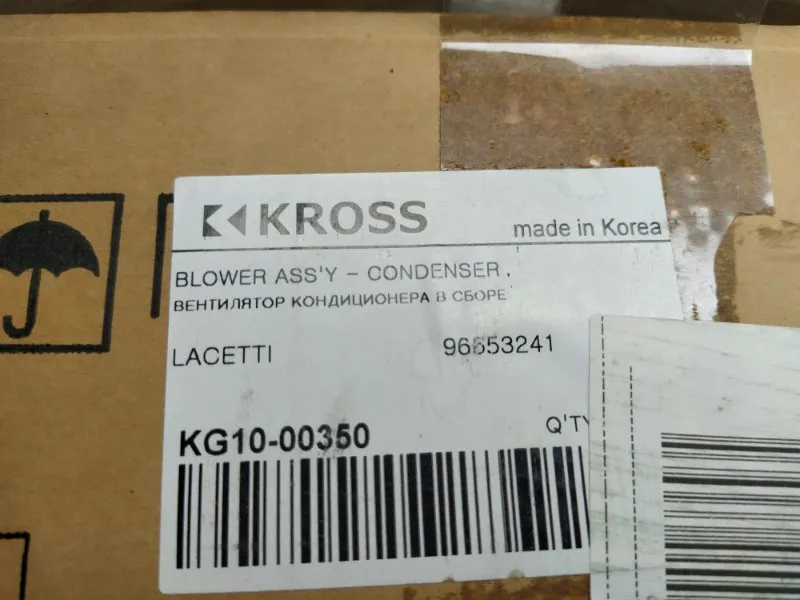 KROSS
made in Korea
BLOWER ASS'Y - CONDENSER .
ВЕНТИЛЯТОР КОНДИЦИОНЕРА В СБОРЕ
LACETTI 96553241
KG10-00350 Q'TY